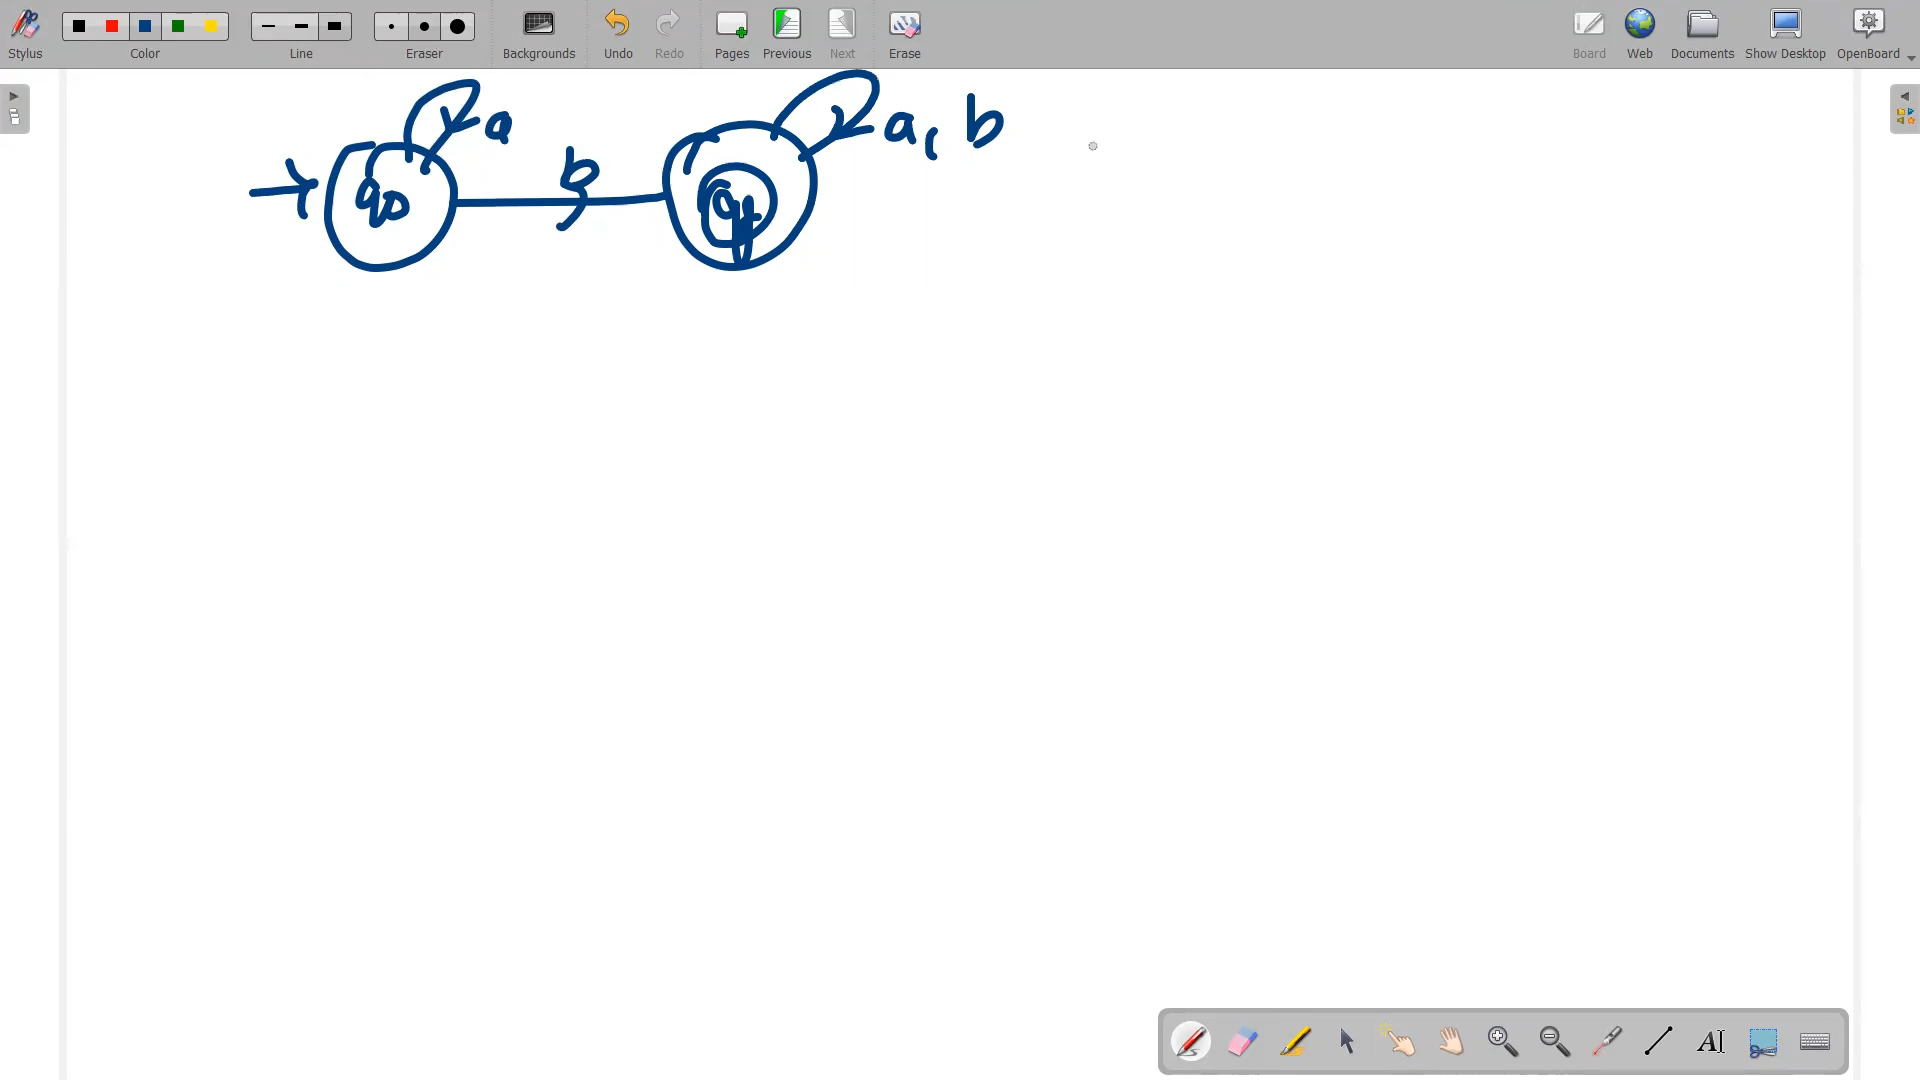 Stylus Color Line Eraser Backgrounds Undo Redo Pages Previous Next Erase Board Web Documents Show Desktop OpenBoard
a a, b
b
q0 qf
A